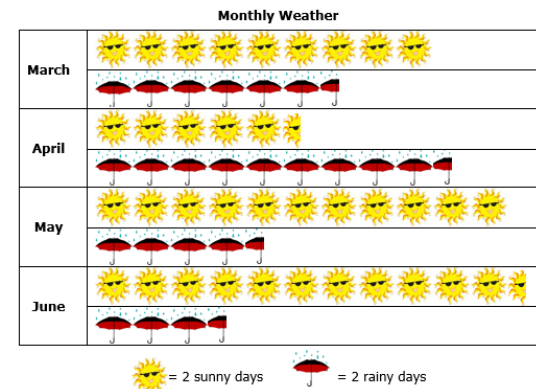 Monthly Weather
March
April
May
June
= 2 sunny days = 2 rainy days